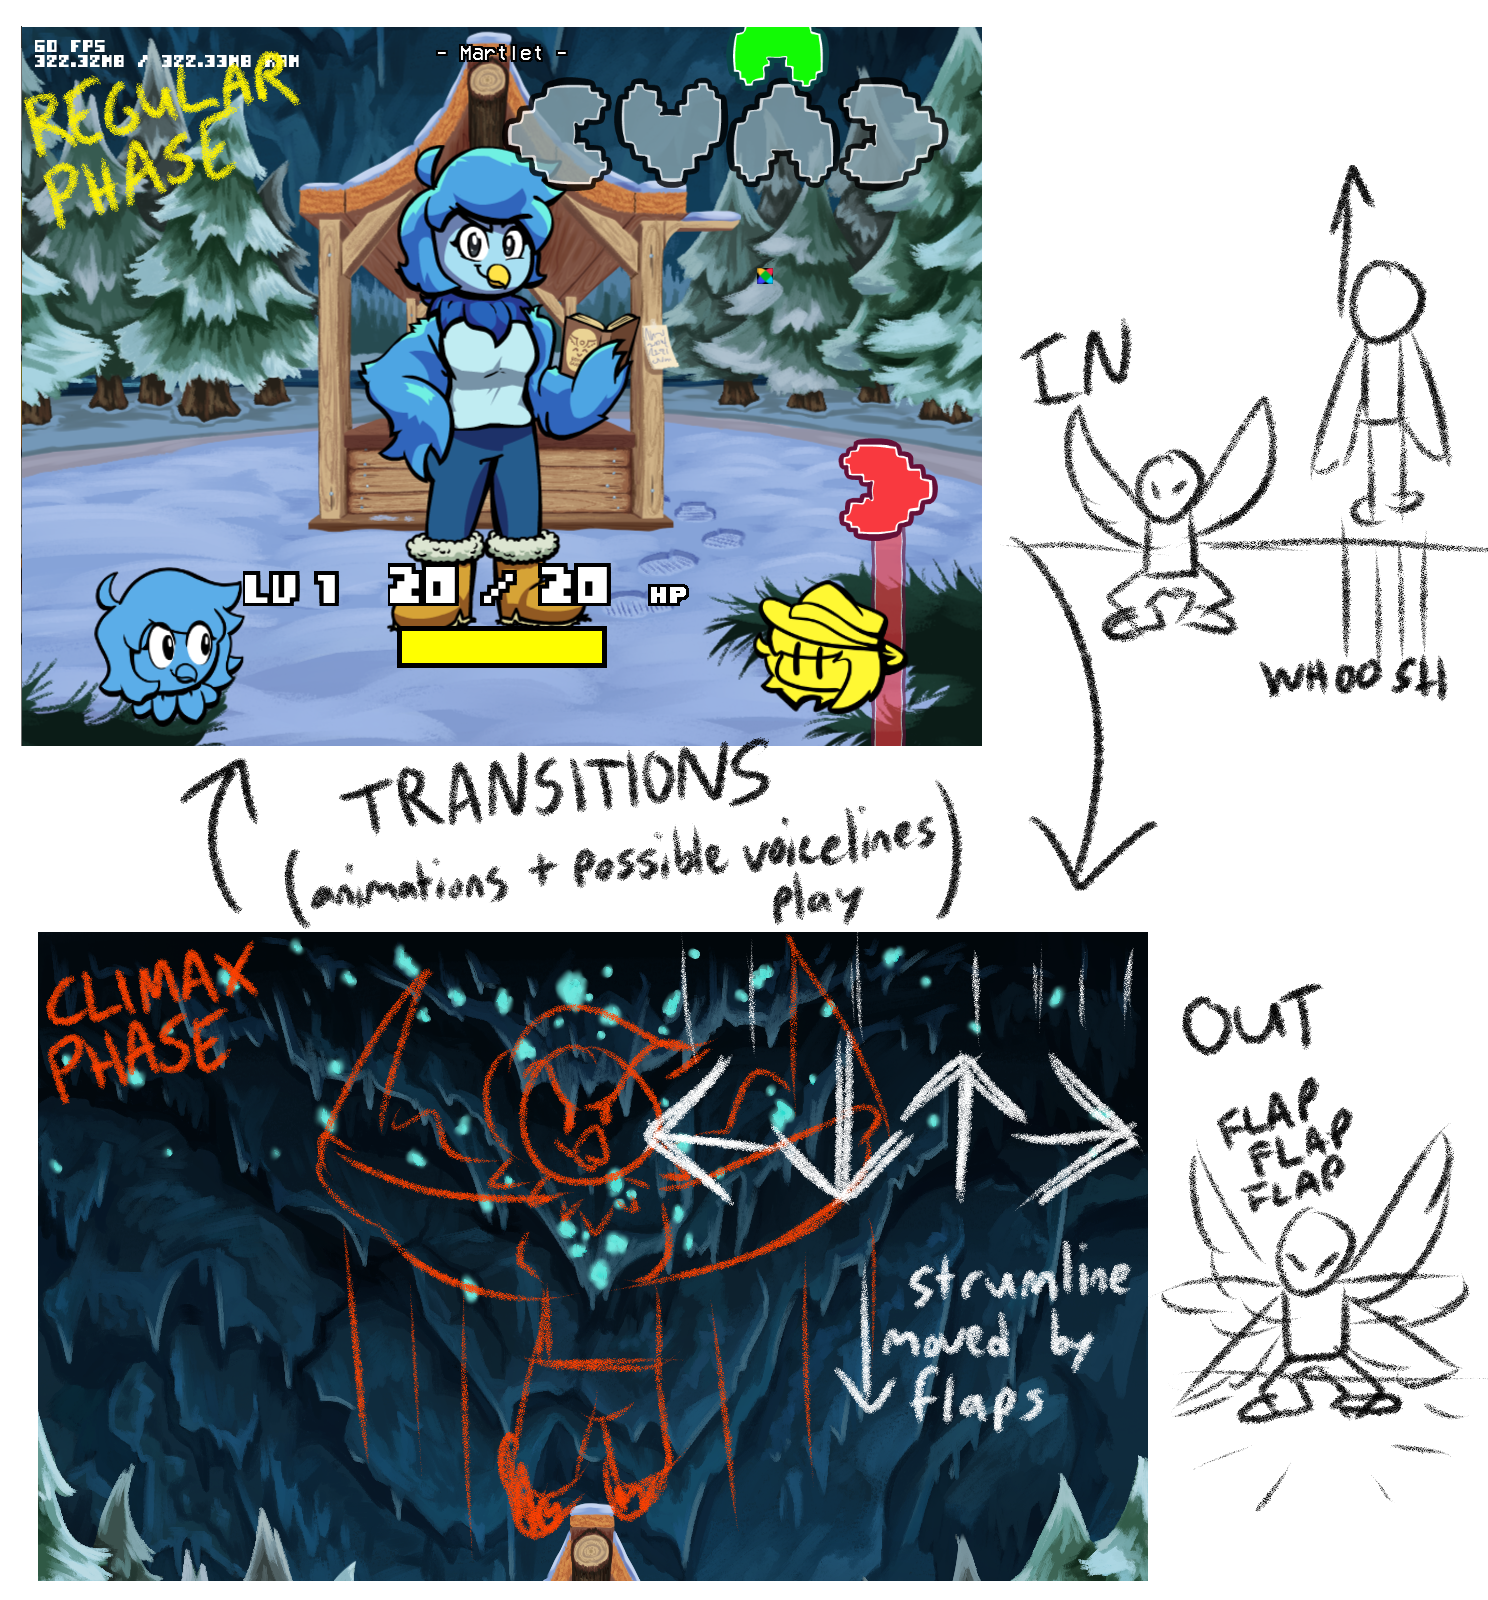 60 FPS
322.32MB / 322.33MB RAM
- Martlet -
REGULAR
PHASE
LV 1 20 / 20 HP
IN
WHOOSH
TRANSITIONS
(animations + possible voicelines
play)
CLIMAX
PHASE
strumline
moved by
flaps
OUT
FLAP
FLAP
FLAP